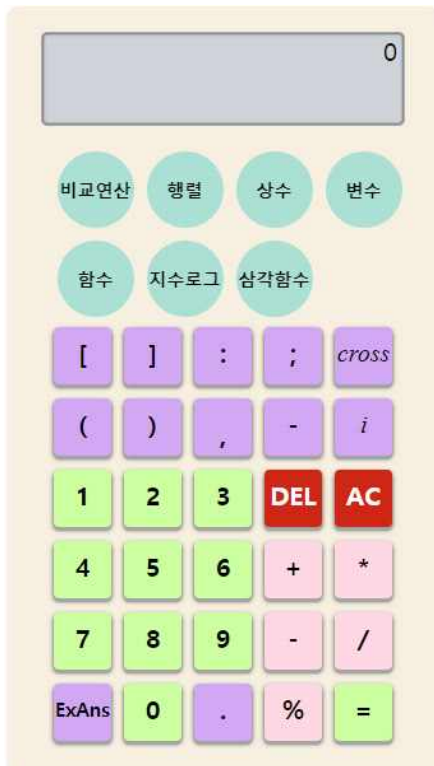 0
비교연산 행렬 상수 변수
함수 지수로그 삼각함수
[ ] : ; cross
( ) , - i
1 2 3 DEL AC
4 5 6 + *
7 8 9 - /
ExAns 0 . % =